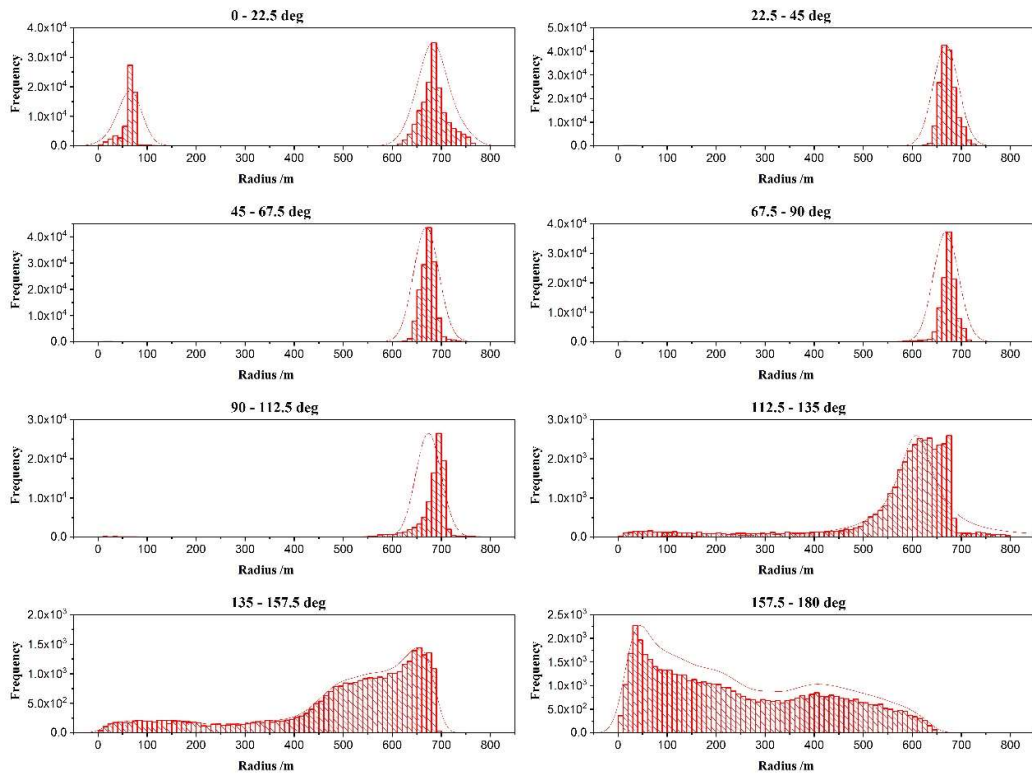 0 - 22.5 deg
22.5 - 45 deg
Frequency
4.0x10⁴
3.0x10⁴
2.0x10⁴
1.0x10⁴
0.0
0 100 200 300 400 500 600 700 800
Radius /m
Frequency
5.0x10⁴
4.0x10⁴
3.0x10⁴
2.0x10⁴
1.0x10⁴
0.0
0 100 200 300 400 500 600 700 800
Radius /m
45 - 67.5 deg
67.5 - 90 deg
Frequency
4.0x10⁴
3.0x10⁴
2.0x10⁴
1.0x10⁴
0.0
0 100 200 300 400 500 600 700 800
Radius /m
Frequency
4.0x10⁴
3.0x10⁴
2.0x10⁴
1.0x10⁴
0.0
0 100 200 300 400 500 600 700 800
Radius /m
90 - 112.5 deg
112.5 - 135 deg
Frequency
3.0x10⁴
2.0x10⁴
1.0x10⁴
0.0
0 100 200 300 400 500 600 700 800
Radius /m
Frequency
3.0x10³
2.0x10³
1.0x10³
0.0
0 100 200 300 400 500 600 700 800
Radius /m
135 - 157.5 deg
157.5 - 180 deg
Frequency
2.0x10³
1.5x10³
1.0x10³
5.0x10²
0.0
0 100 200 300 400 500 600 700 800
Radius /m
Frequency
2.5x10³
2.0x10³
1.5x10³
1.0x10³
5.0x10²
0.0
0 100 200 300 400 500 600 700 800
Radius /m